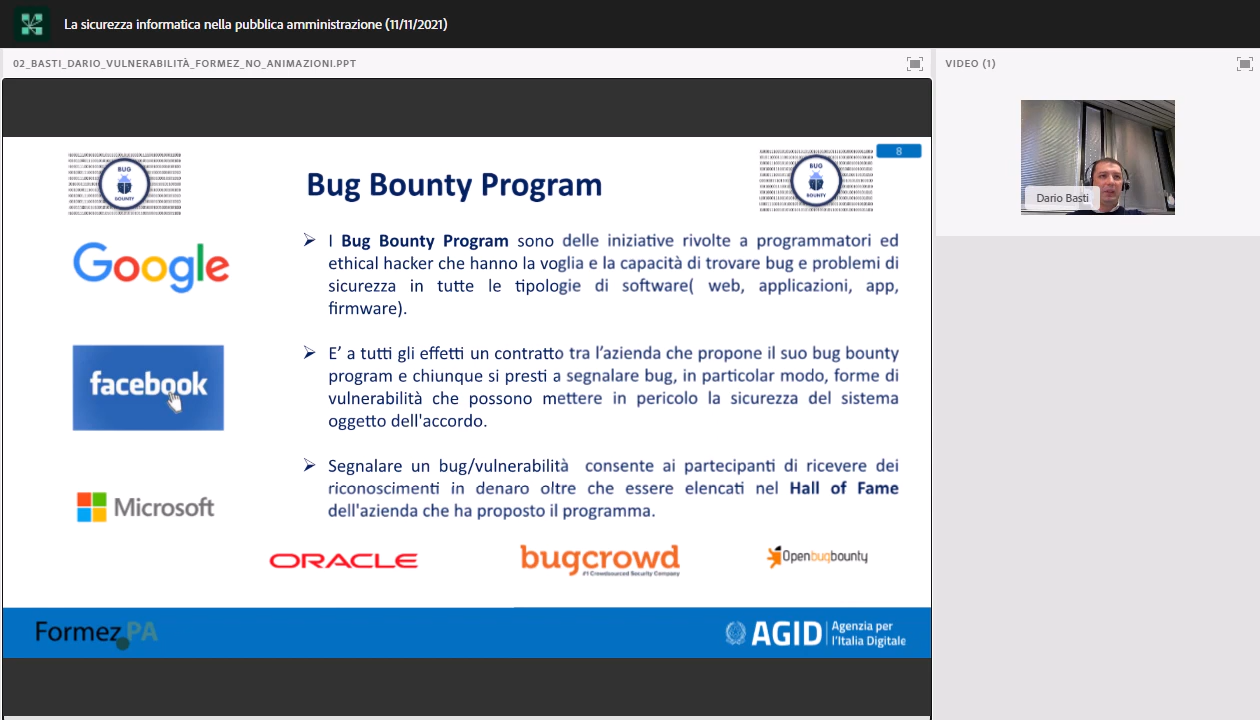 La sicurezza informatica nella pubblica amministrazione (11/11/2021)
02_BASTI_DARIO_VULNERABILITÀ_FORMEZ_NO_ANIMAZIONI.PPT
VIDEO (1)
Dario Basti
8
BUG
BOUNTY
Bug Bounty Program
BUG
BOUNTY
Google
facebook
Microsoft
I Bug Bounty Program sono delle iniziative rivolte a programmatori ed
ethical hacker che hanno la voglia e la capacità di trovare bug e problemi di
sicurezza in tutte le tipologie di software( web, applicazioni, app,
firmware).
E’ a tutti gli effetti un contratto tra l’azienda che propone il suo bug bounty
program e chiunque si presti a segnalare bug, in particolar modo, forme di
vulnerabilità che possono mettere in pericolo la sicurezza del sistema
oggetto dell'accordo.
Segnalare un bug/vulnerabilità consente ai partecipanti di ricevere dei
riconoscimenti in denaro oltre che essere elencati nel Hall of Fame
dell'azienda che ha proposto il programma.
ORACLE
bugcrowd
#1 Crowdsourced Security Company
Openbugbounty
Formez PA
AGID
Agenzia per
l’Italia Digitale